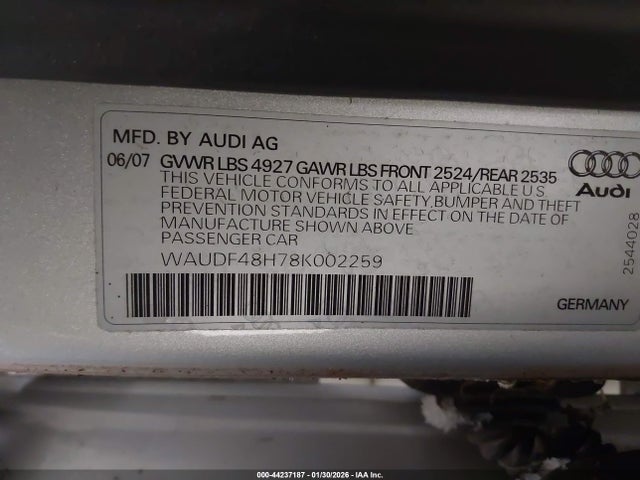 MFD. BY AUDI AG
06/07 GVWR LBS 4927 GAWR LBS FRONT 2524/REAR 2535
THIS VEHICLE CONFORMS TO ALL APPLICABLE U.S.
FEDERAL MOTOR VEHICLE SAFETY,BUMPER AND THEFT
PREVENTION STANDARDS IN EFFECT ON THE DATE OF
MANUFACTURE SHOWN ABOVE
PASSENGER CAR
WAUDF48H78K002259
Audi
2544028
GERMANY
000-44237187 - 01/30/2026 - IAA Inc.